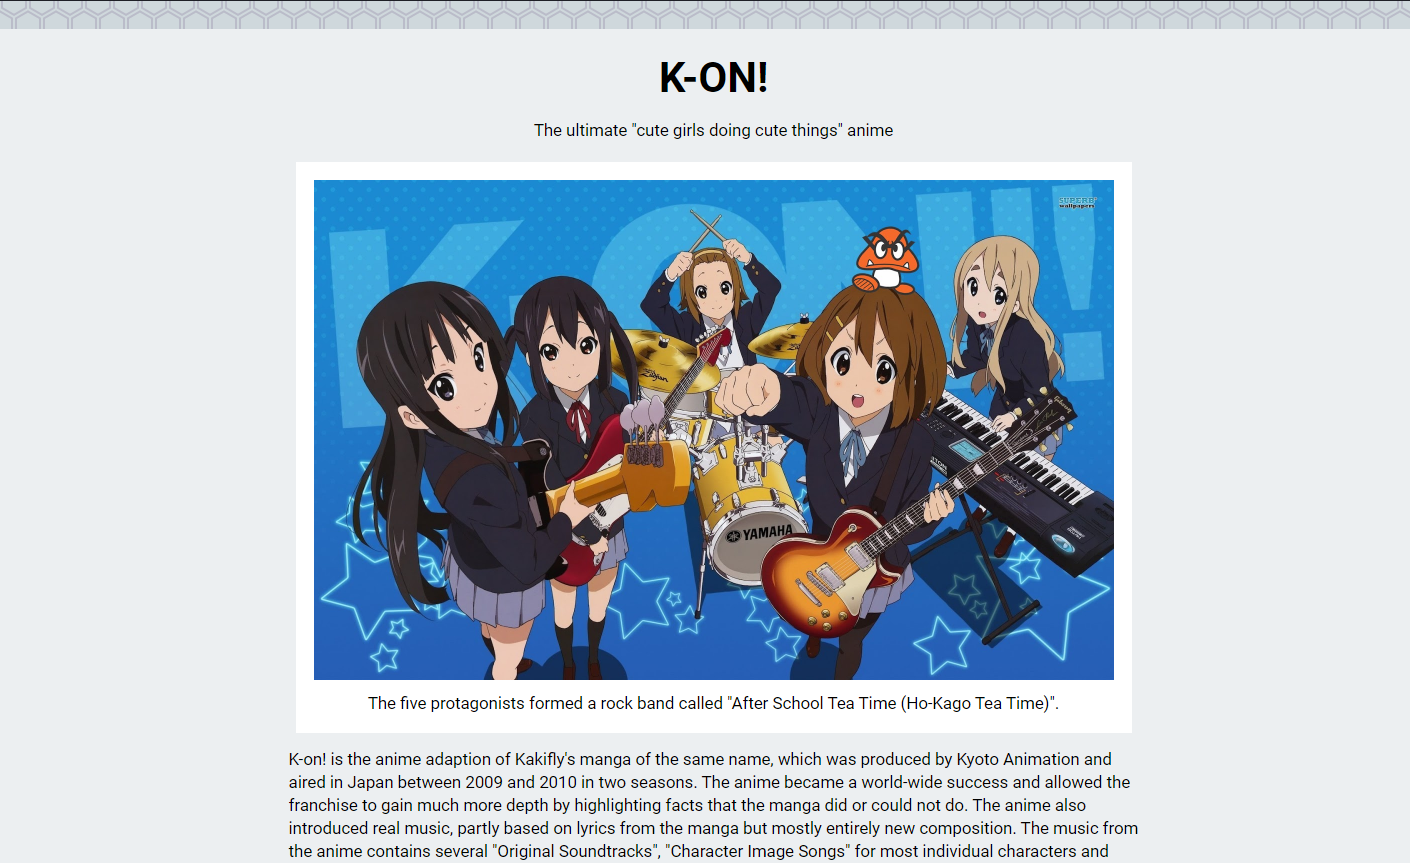 K-ON!
The ultimate "cute girls doing cute things" anime
K-ON!!
SUPERB
wallpapers
Zildjian
YAMAHA
Gibson
The five protagonists formed a rock band called "After School Tea Time (Ho-Kago Tea Time)".
K-on! is the anime adaption of Kakifly's manga of the same name, which was produced by Kyoto Animation and
aired in Japan between 2009 and 2010 in two seasons. The anime became a world-wide success and allowed the
franchise to gain much more depth by highlighting facts that the manga did or could not do. The anime also
introduced real music, partly based on lyrics from the manga but mostly entirely new composition. The music from
the anime contains several "Original Soundtracks", "Character Image Songs" for most individual characters and